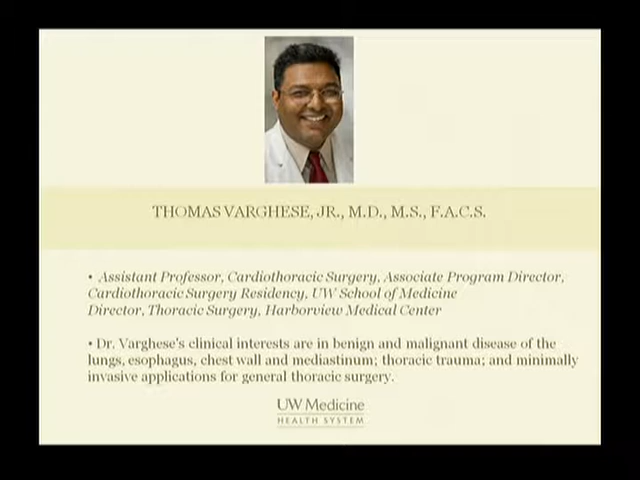 THOMAS VARGHESE, JR., M.D., M.S., F.A.C.S.
• Assistant Professor, Cardiothoracic Surgery, Associate Program Director,
Cardiothoracic Surgery Residency, UW School of Medicine
Director, Thoracic Surgery, Harborview Medical Center
• Dr. Varghese's clinical interests are in benign and malignant disease of the
lungs, esophagus, chest wall and mediastinum; thoracic trauma; and minimally
invasive applications for general thoracic surgery.
UW Medicine
HEALTH SYSTEM